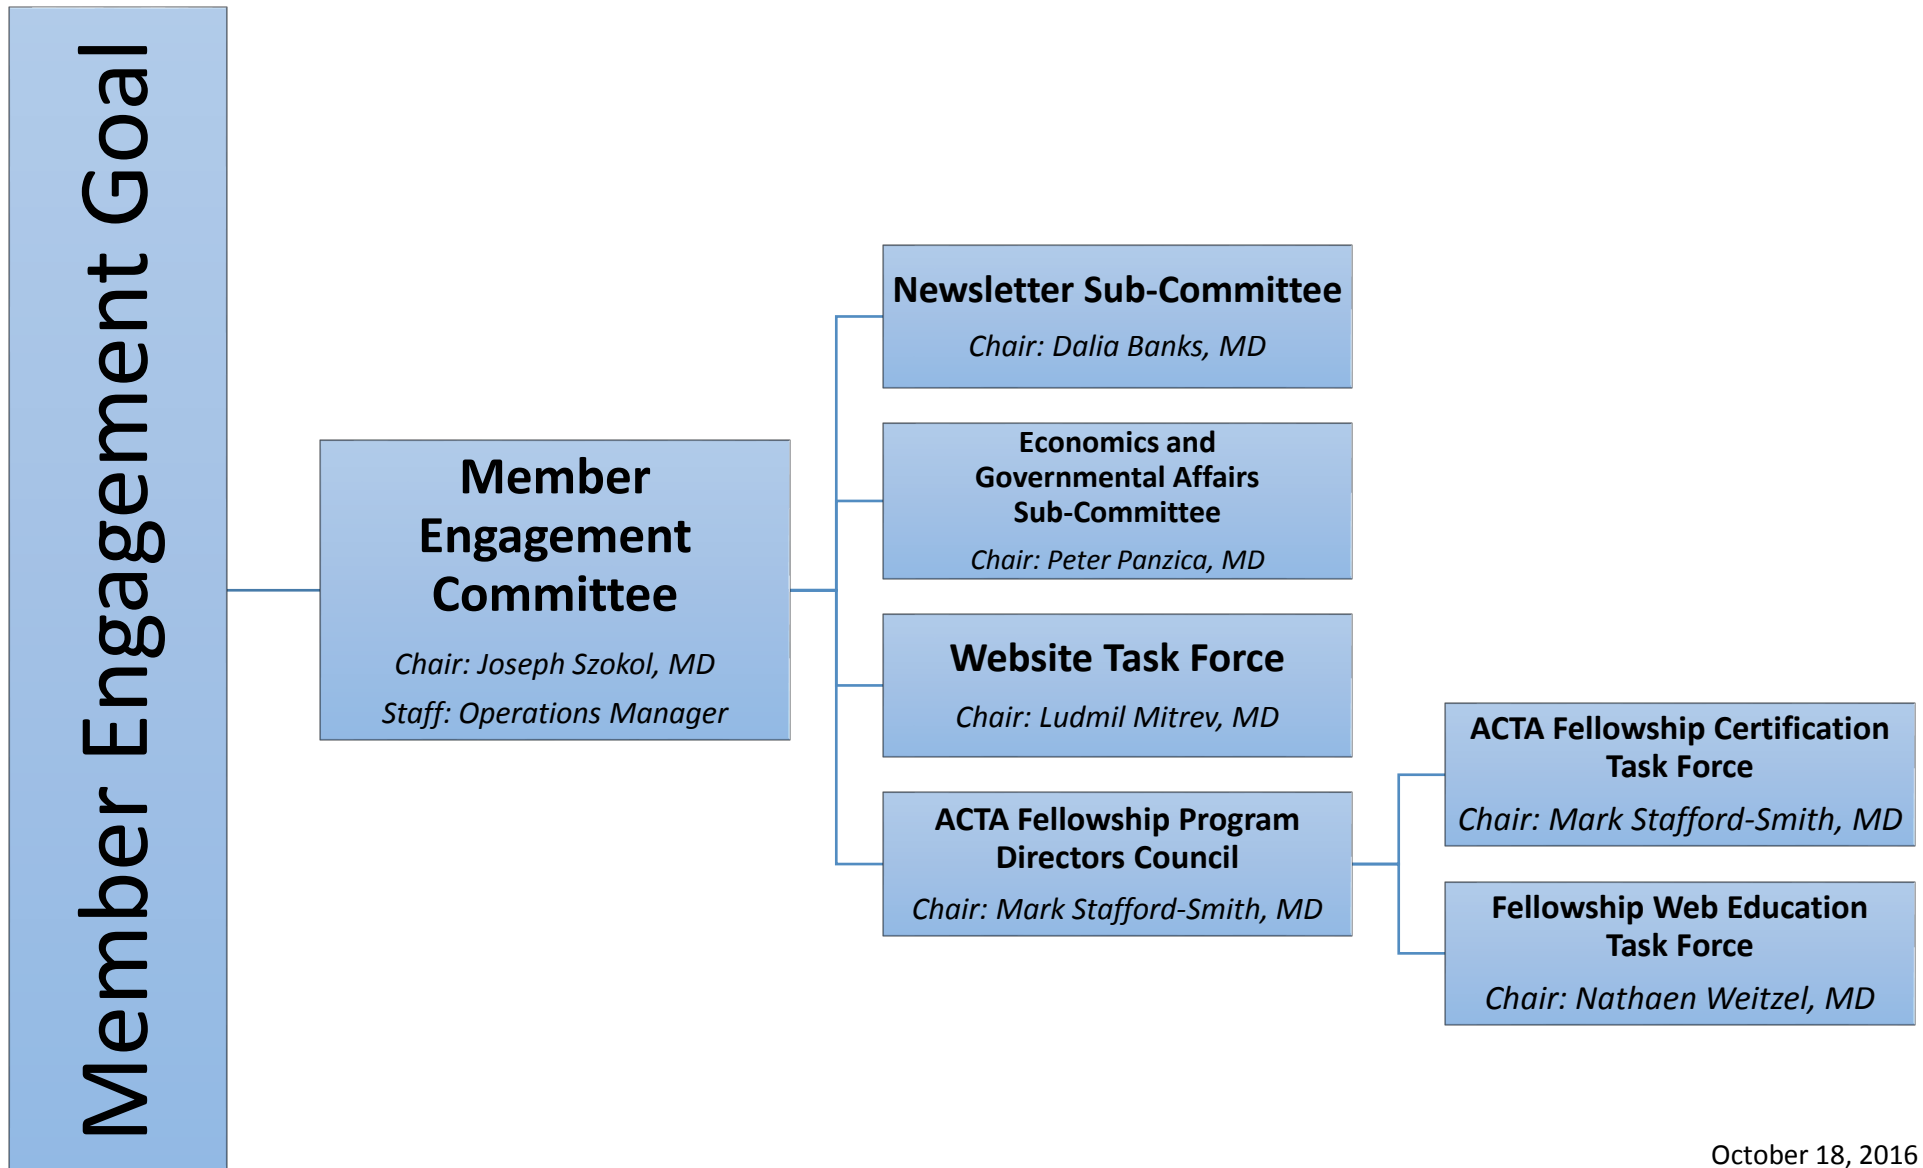 Member Engagement Goal
Member
Engagement
Committee
Chair: Joseph Szokol, MD
Staff: Operations Manager
Newsletter Sub-Committee
Chair: Dalia Banks, MD
Economics and
Governmental Affairs
Sub-Committee
Chair: Peter Panzica, MD
Website Task Force
Chair: Ludmil Mitrev, MD
ACTA Fellowship Program
Directors Council
Chair: Mark Stafford-Smith, MD
ACTA Fellowship Certification
Task Force
Chair: Mark Stafford-Smith, MD
Fellowship Web Education
Task Force
Chair: Nathaen Weitzel, MD
October 18, 2016